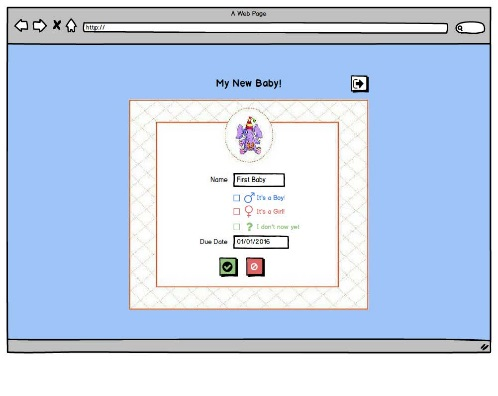 A Web Page
http://
My New Baby!
Name First Baby
It's a Boy!
It's a Girl!
? I don't now yet
Due Date 01/01/2016